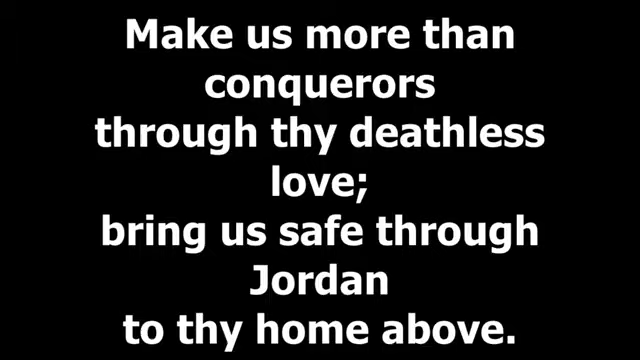 Make us more than
conquerors
through thy deathless
love;
bring us safe through
Jordan
to thy home above.